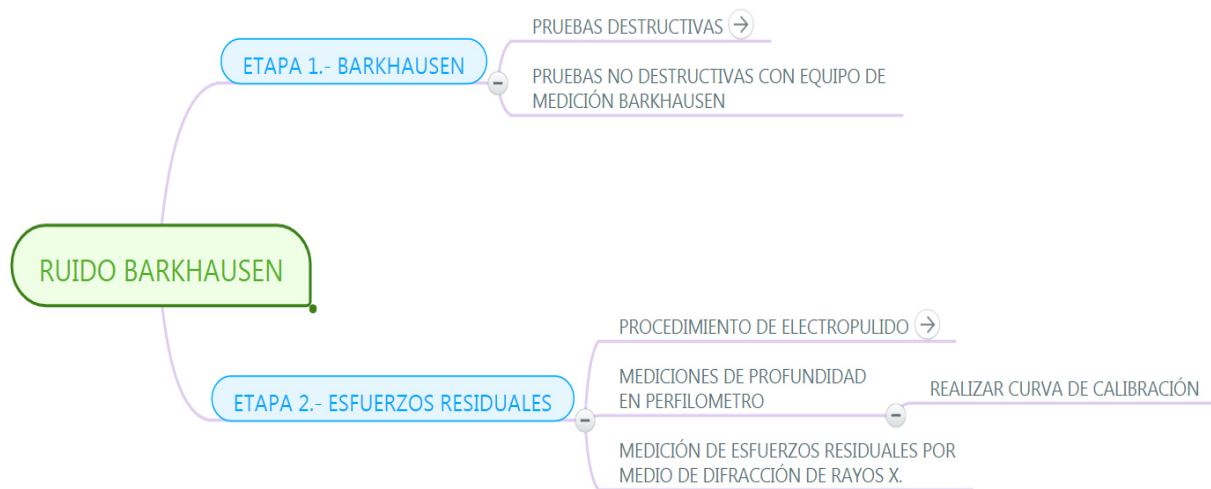 PRUEBAS DESTRUCTIVAS
ETAPA 1.- BARKHAUSEN
PRUEBAS NO DESTRUCTIVAS CON EQUIPO DE
MEDICIÓN BARKHAUSEN
RUIDO BARKHAUSEN
PROCEDIMIENTO DE ELECTROPULIDO
MEDICIONES DE PROFUNDIDAD
EN PERFILOMETRO
REALIZAR CURVA DE CALIBRACIÓN
ETAPA 2.- ESFUERZOS RESIDUALES
MEDICIÓN DE ESFUERZOS RESIDUALES POR
MEDIO DE DIFRACCIÓN DE RAYOS X.